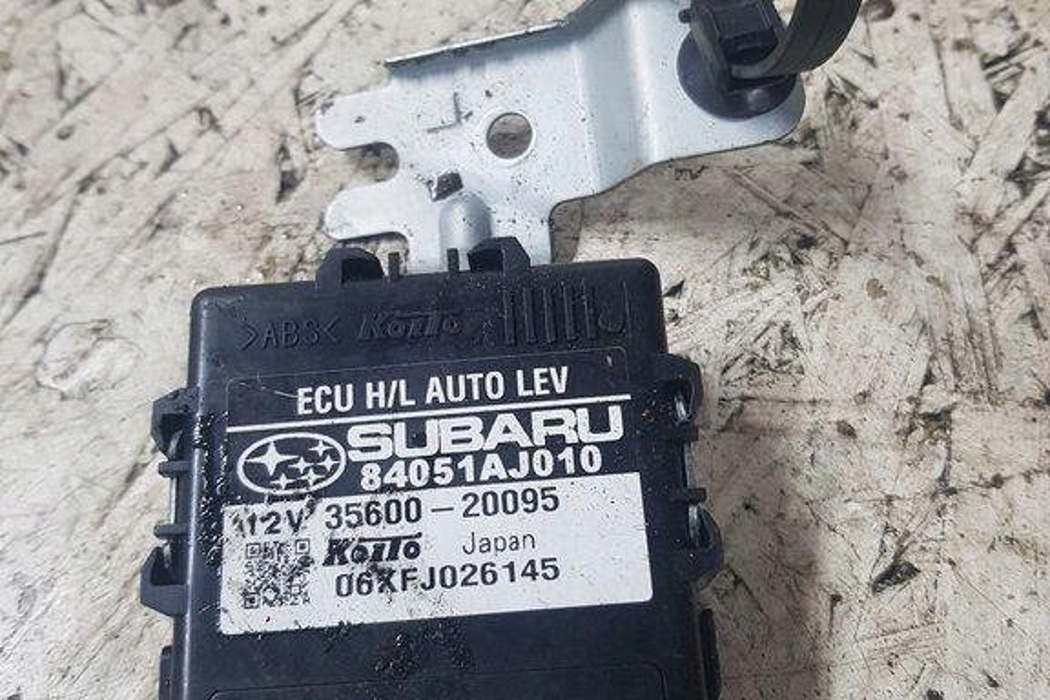 >ABS< KOITO
ECU H/L AUTO LEV
SUBARU
84051AJ010
12V 35600-20095
KOITO Japan
06XFJ026145